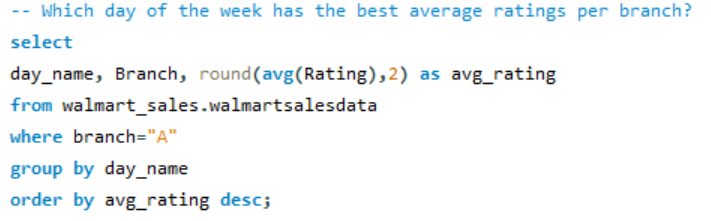 -- Which day of the week has the best average ratings per branch?
select
day_name, Branch, round(avg(Rating),2) as avg_rating
from walmart_sales.walmartsalesdata
where branch="A"
group by day_name
order by avg_rating desc;